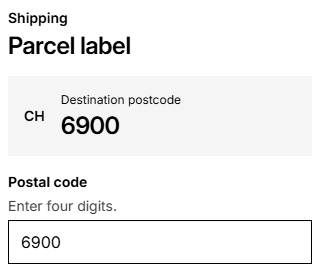 Shipping
Parcel label
CH
Destination postcode
6900
Postal code
Enter four digits.
6900